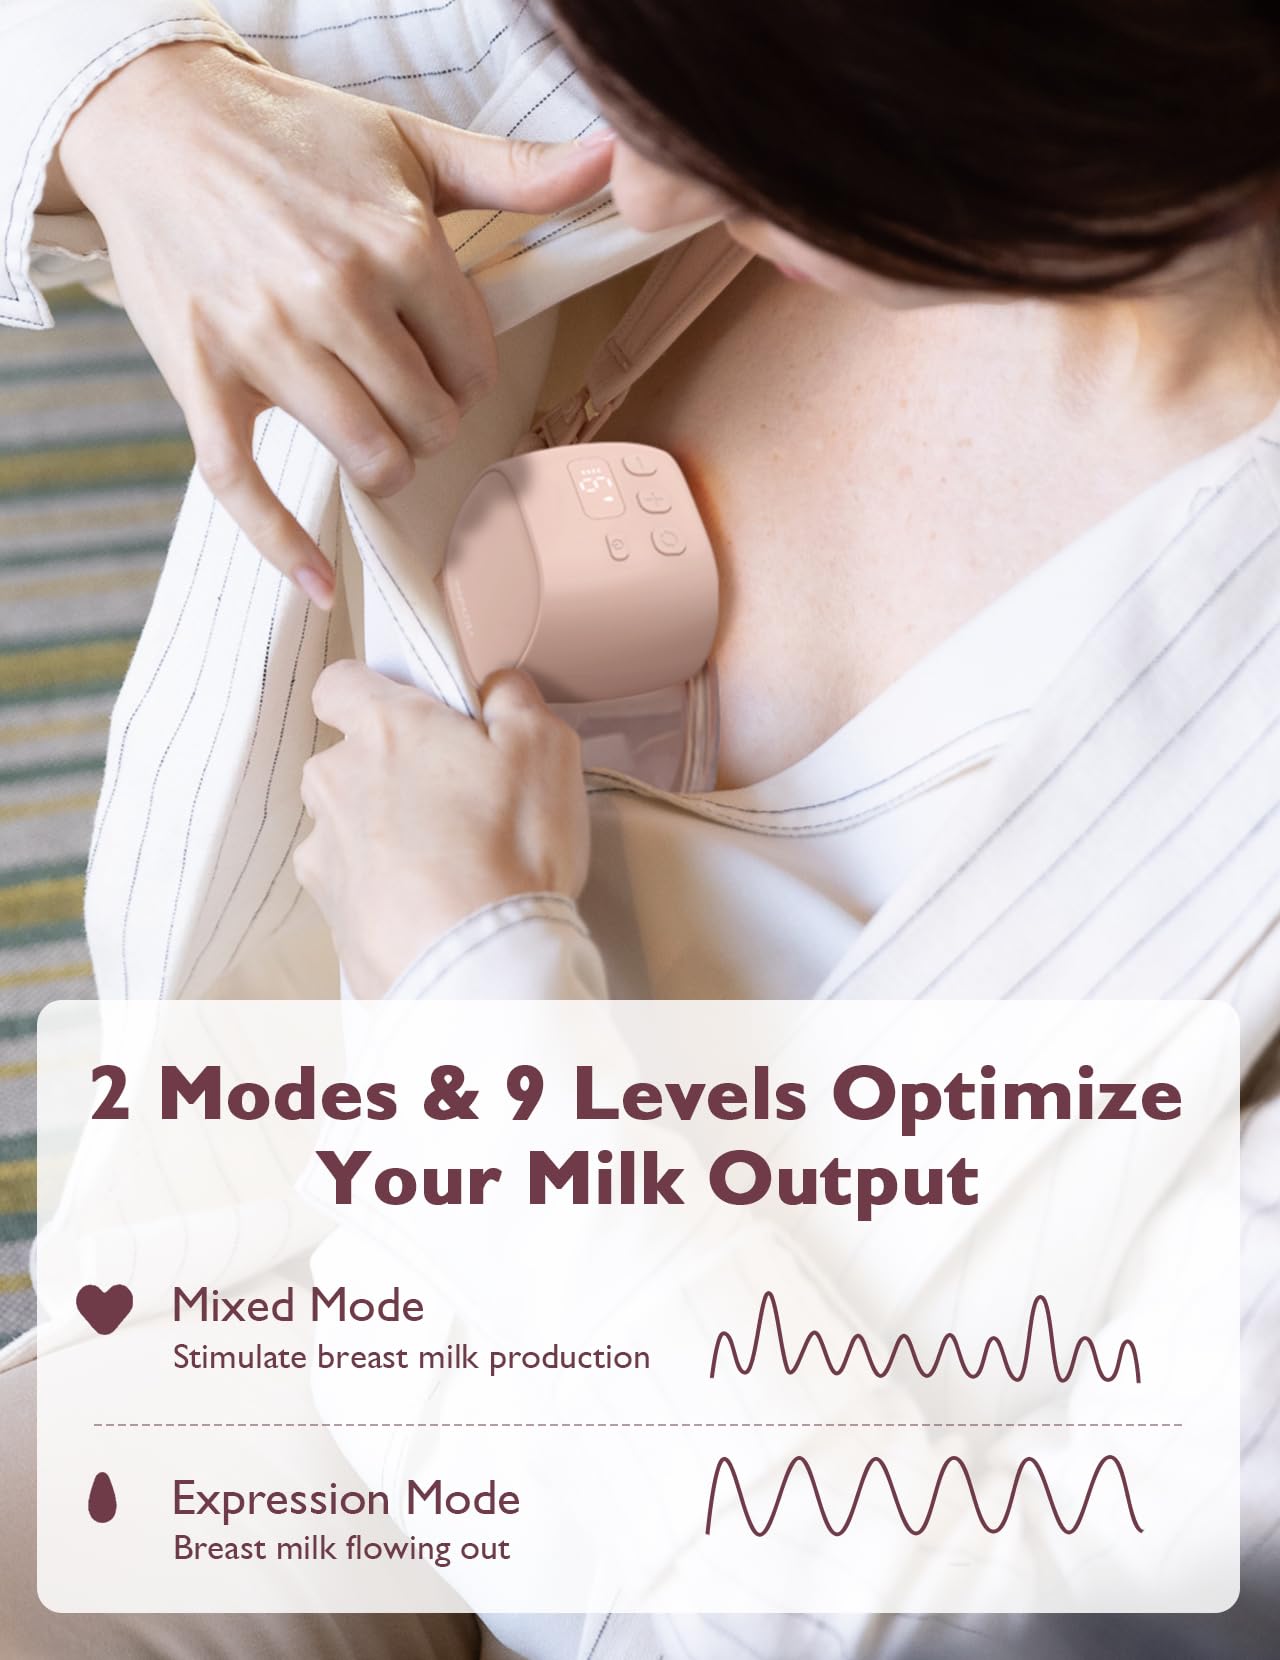 2 Modes & 9 Levels Optimize
Your Milk Output
Mixed Mode
Stimulate breast milk production
Expression Mode
Breast milk flowing out